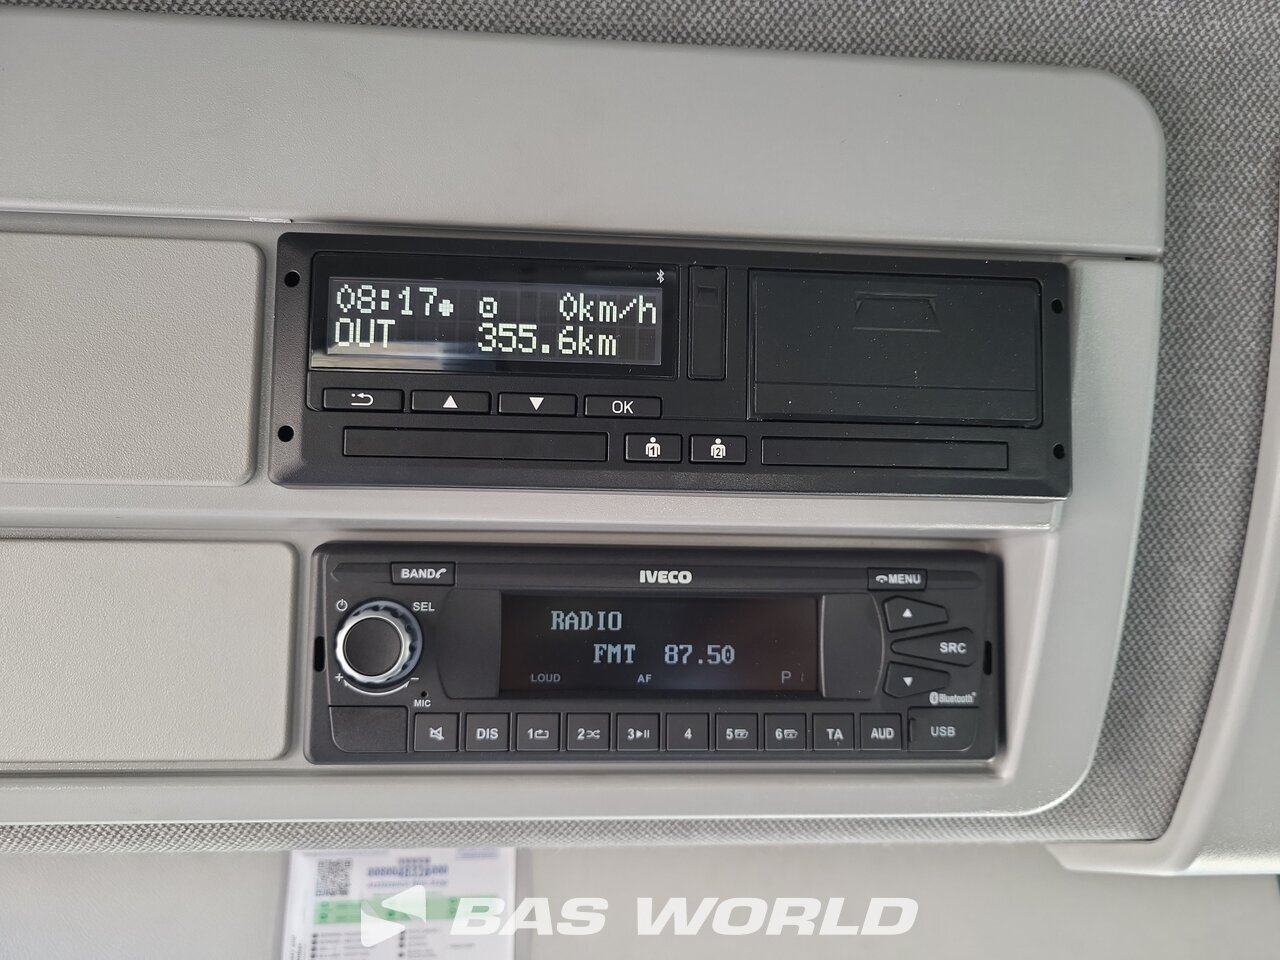 08:17 0km/h
OUT 355.6km
OK
1
2
BAND
IVECO
MENU
SEL
RADIO
FMT 87.50
SRC
LOUD AF P
MIC
Bluetooth
DIS 1 2 3 4 5 6 TA AUD USB
BAS WORLD